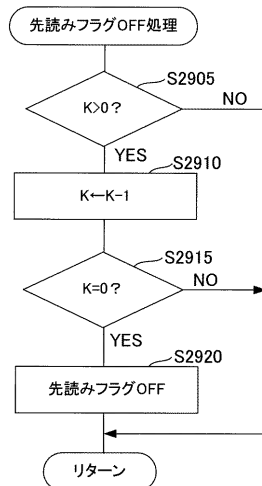 先読みフラグOFF処理
S2905
K>0?
NO
YES
S2910
K←K-1
S2915
K=0?
NO
YES
S2920
先読みフラグOFF
リターン